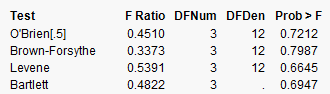 Test F Ratio DFNum DFDen Prob > F
O'Brien[.5] 0.4510 3 12 0.7212
Brown-Forsythe 0.3373 3 12 0.7987
Levene 0.5391 3 12 0.6645
Bartlett 0.4822 3 . 0.6947